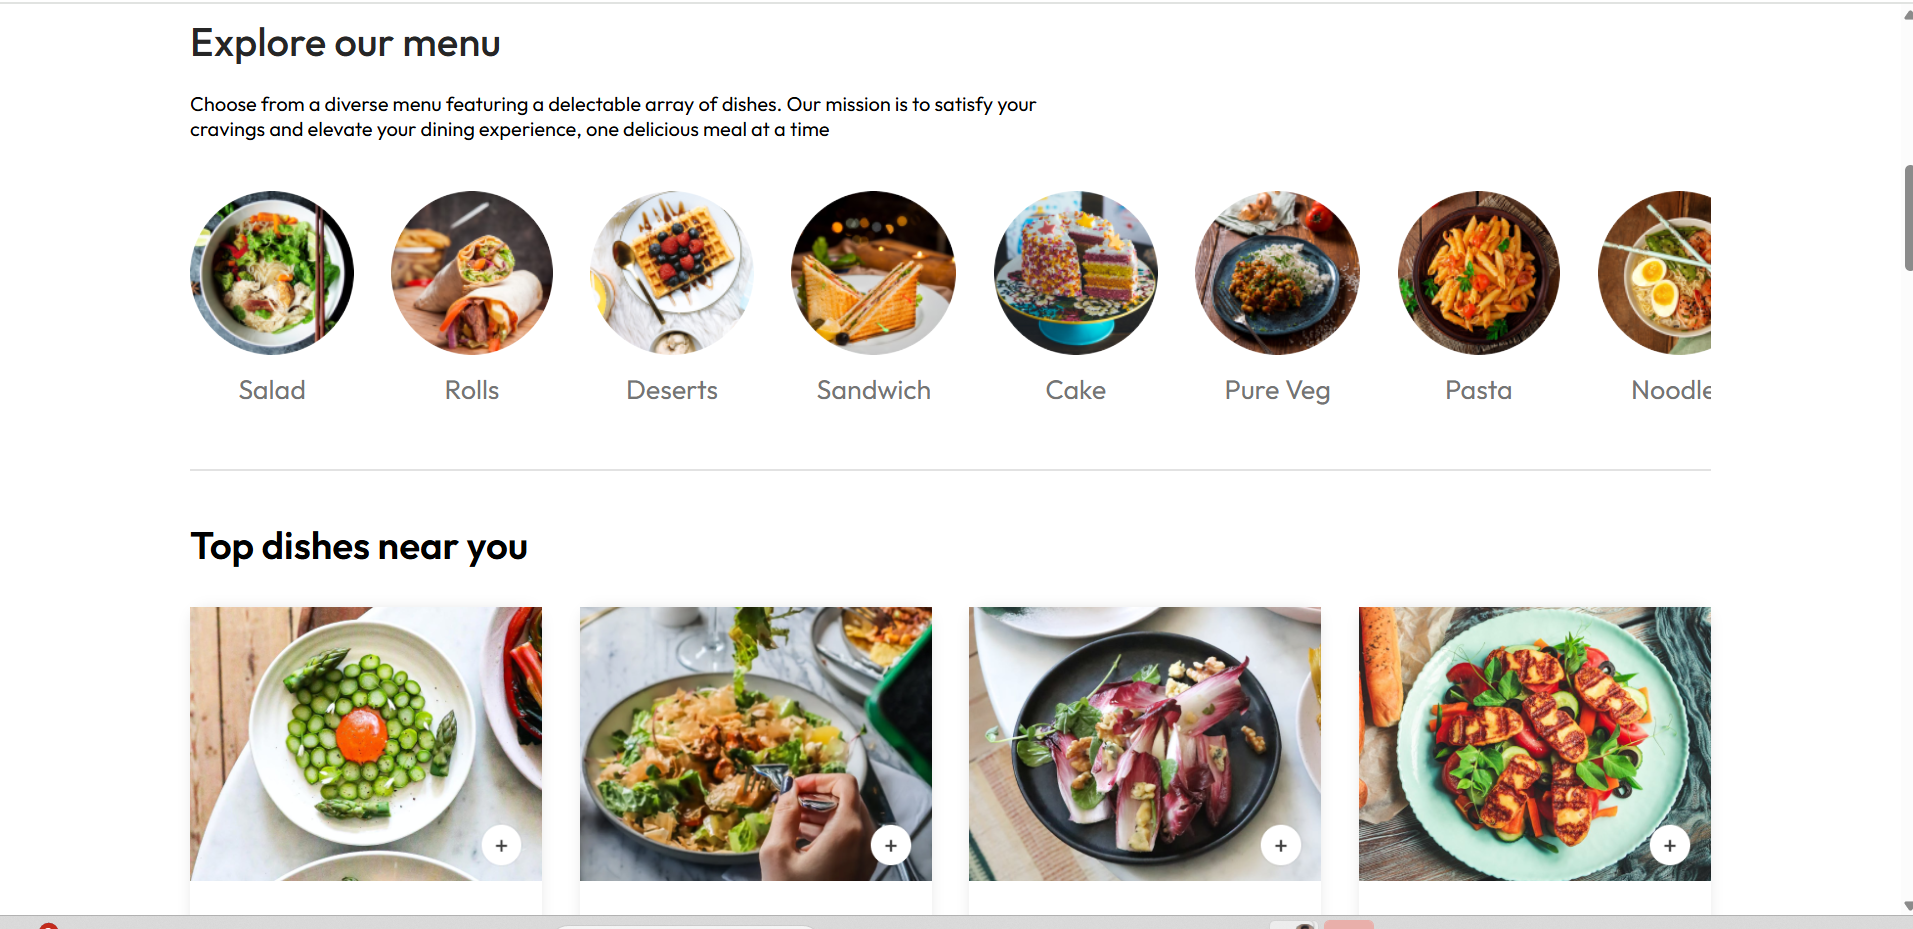 Explore our menu
Choose from a diverse menu featuring a delectable array of dishes. Our mission is to satisfy your
cravings and elevate your dining experience, one delicious meal at a time
Salad
Rolls
Deserts
Sandwich
Cake
Pure Veg
Pasta
Noodle
Top dishes near you
+
+
+
+